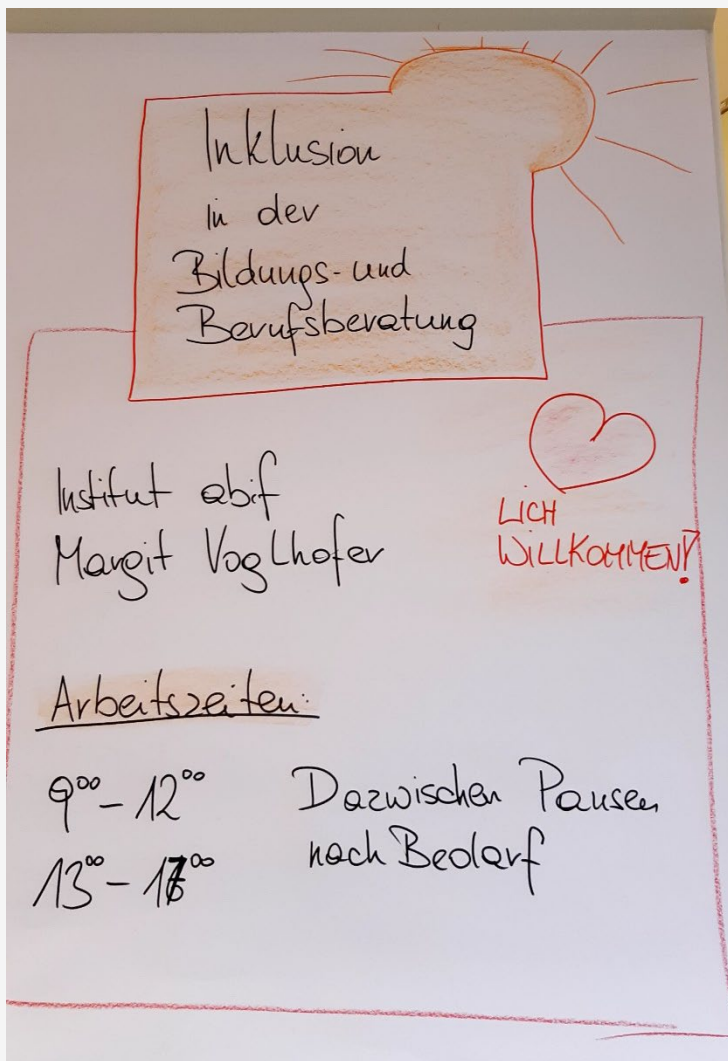 Inklusion
in der
Bildungs- und
Berufsberatung
Institut abif
Margit Voglhofer
LICH
WILLKOMMEN!
Arbeitszeiten:
9⁰⁰ – 12⁰⁰
Dazwischen Pausen
nach Bedarf
13⁰⁰ –